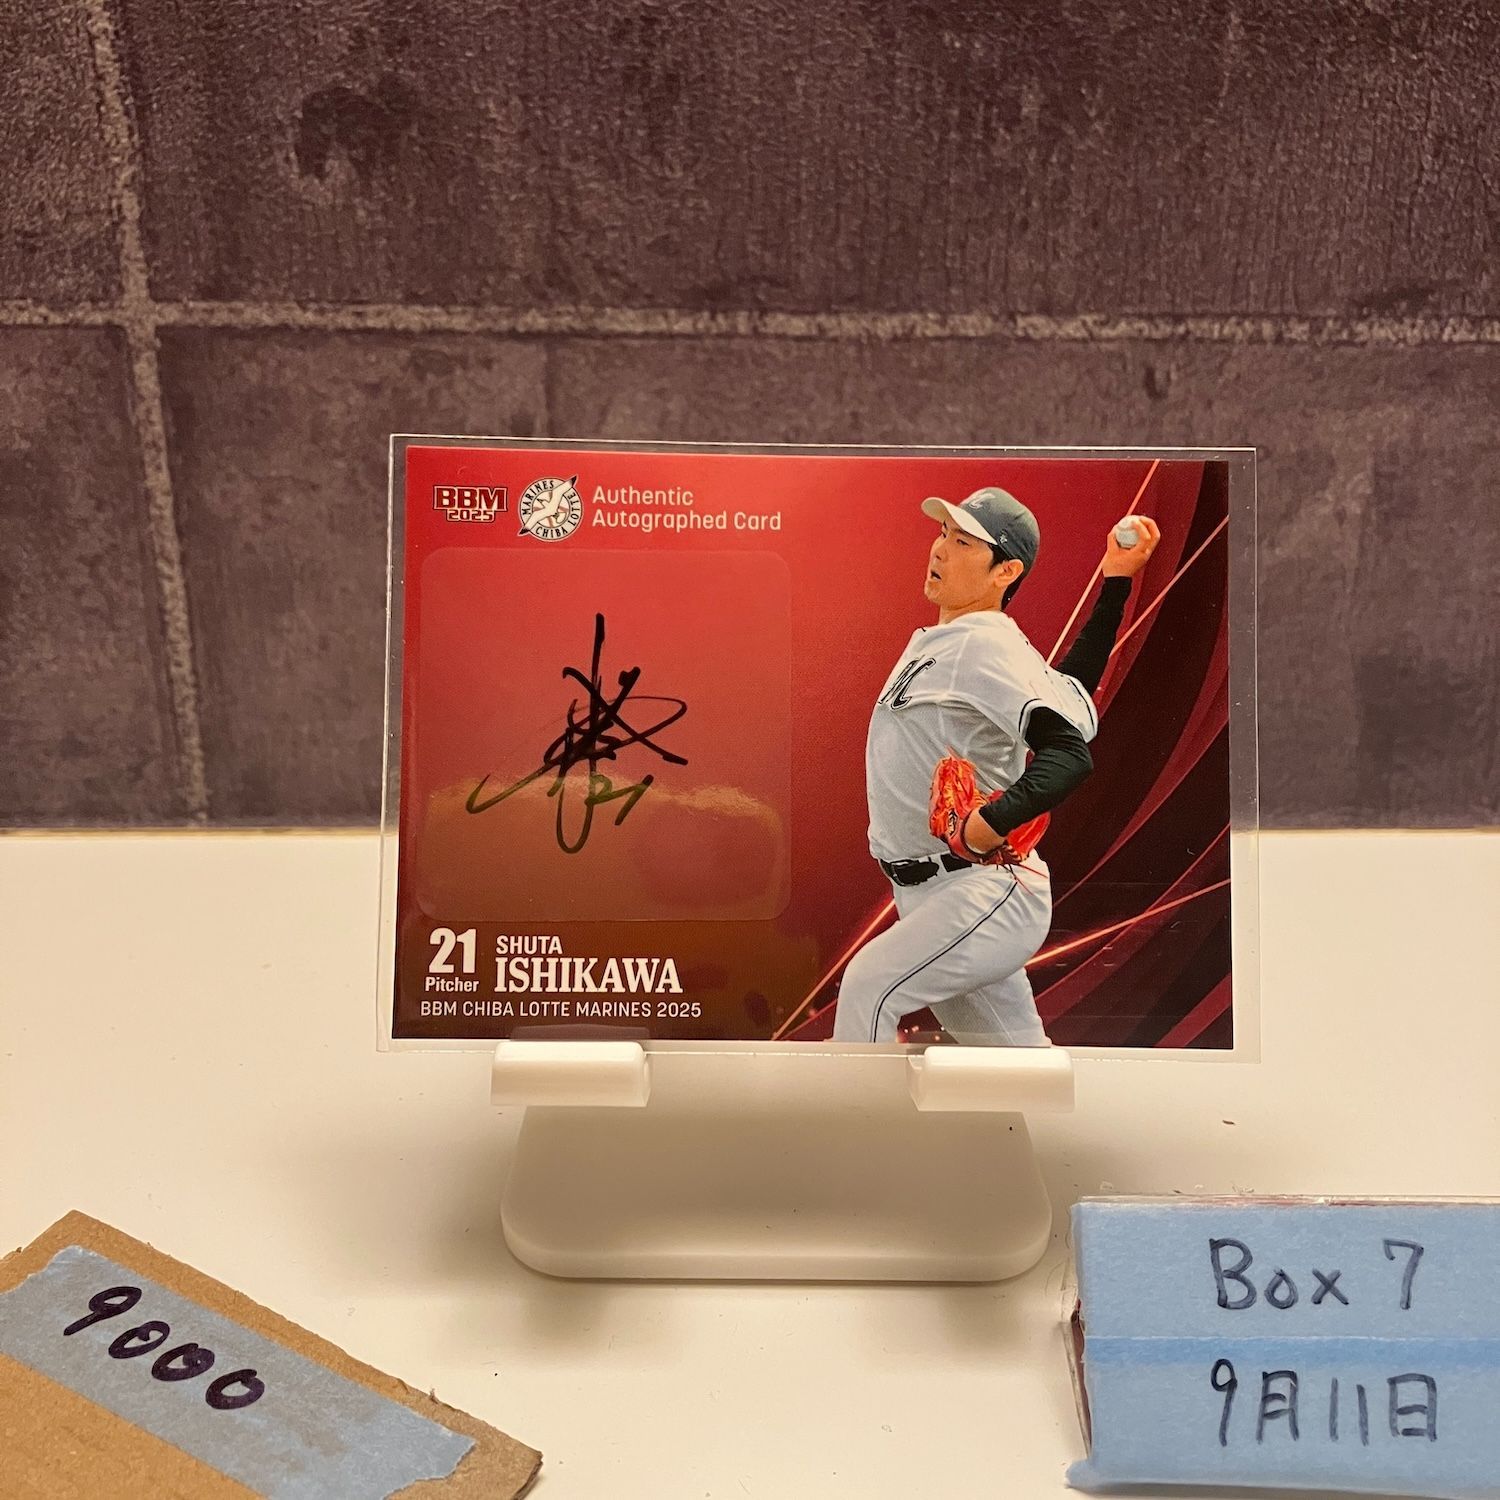 BBM
2025
MARINES
CHIBA LOTTE
Authentic
Autographed Card
M
M
21
21
Pitcher
SHUTA
ISHIKAWA
BBM CHIBA LOTTE MARINES 2025
9000
Box 7
9月11日